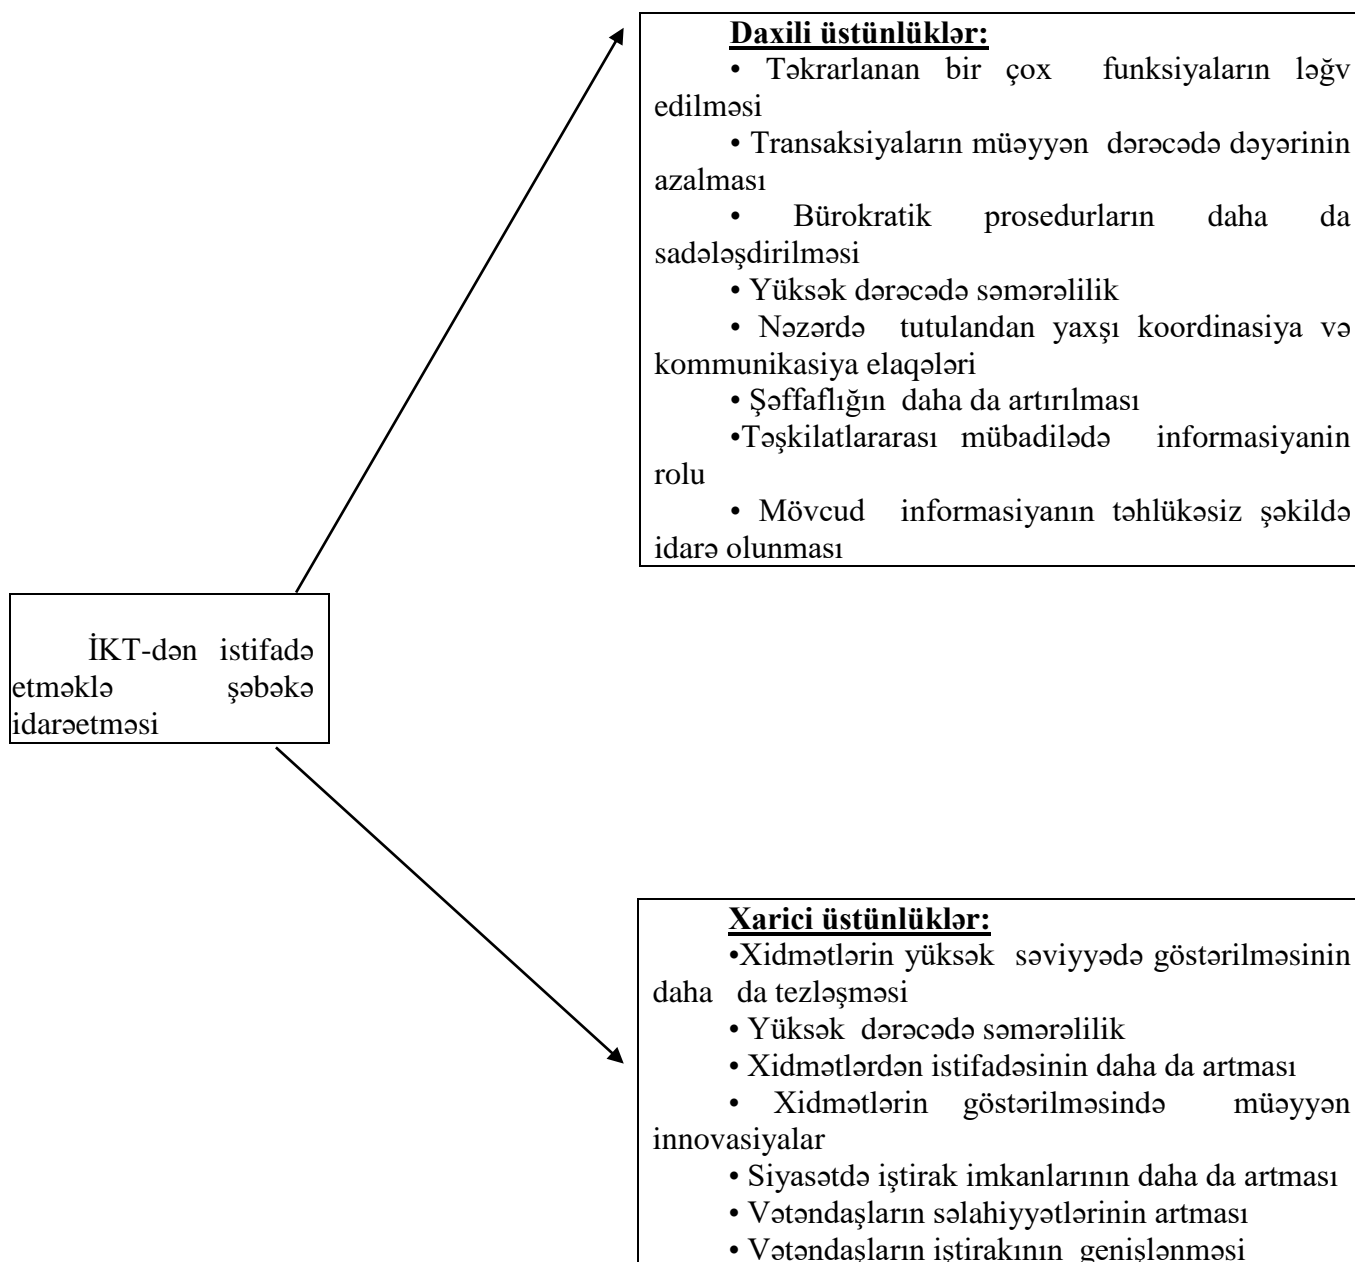 Daxili üstünlüklər:
• Təkrarlanan bir çox funksiyaların ləğv
edilməsi
• Transaksiyaların müəyyən dərəcədə dəyərinin
azalması
• Bürokratik prosedurların daha da
sadələşdirilməsi
• Yüksək dərəcədə səmərəlilik
• Nəzərdə tutulandan yaxşı koordinasiya və
kommunikasiya elaqələri
• Şəffaflığın daha da artırılması
•Təşkilatlararası mübadilədə informasiyanin
rolu
• Mövcud informasiyanın təhlükəsiz şəkildə
idarə olunması
İKT-dən istifadə
etməklə şəbəkə
idarəetməsi
Xarici üstünlüklər:
•Xidmətlərin yüksək səviyyədə göstərilməsinin
daha da tezləşməsi
• Yüksək dərəcədə səmərəlilik
• Xidmətlərdən istifadəsinin daha da artması
• Xidmətlərin göstərilməsində müəyyən
innovasiyalar
• Siyasətdə iştirak imkanlarının daha da artması
• Vətəndaşların səlahiyyətlərinin artması
• Vətəndaşların iştirakının genişlənməsi